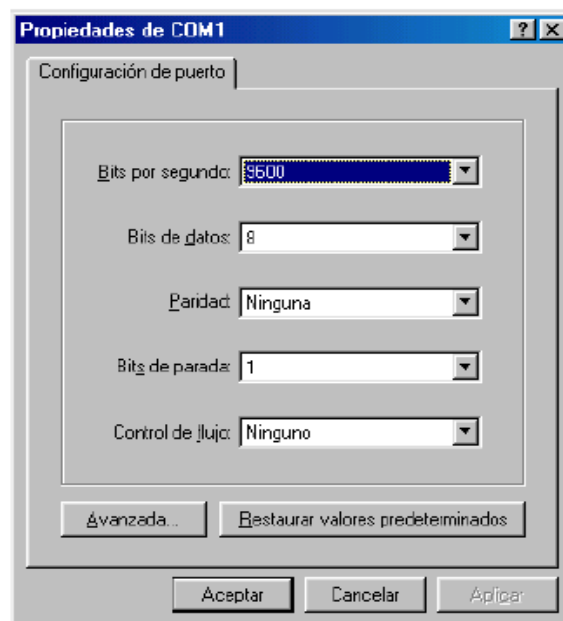 Propiedades de COM1
Configuración de puerto
Bits por segundo: 9600
Bits de datos: 8
Paridad: Ninguna
Bits de parada: 1
Control de flujo: Ninguno
Avanzada... Restaurar valores predeterminados
Aceptar Cancelar Aplicar